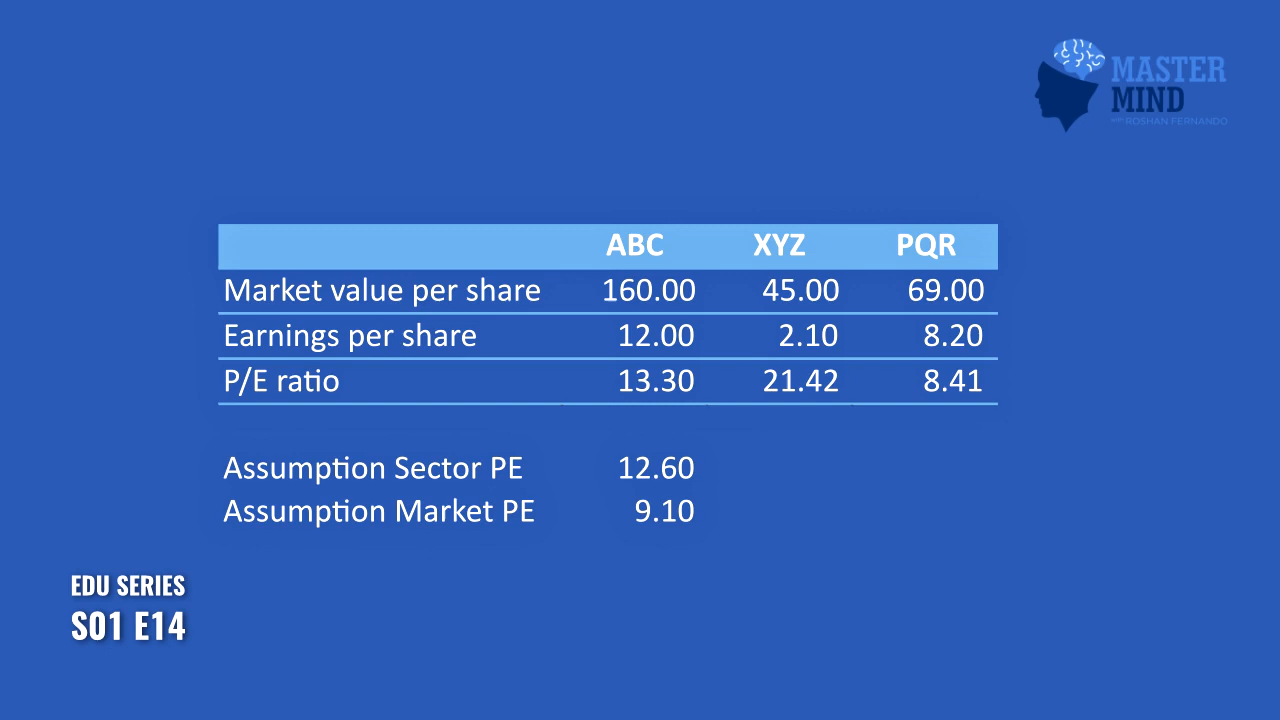 MASTER
MIND
WITH ROSHAN FERNANDO
ABC XYZ PQR
Market value per share 160.00 45.00 69.00
Earnings per share 12.00 2.10 8.20
P/E ratio 13.30 21.42 8.41
Assumption Sector PE 12.60
Assumption Market PE 9.10
EDU SERIES
S01 E14